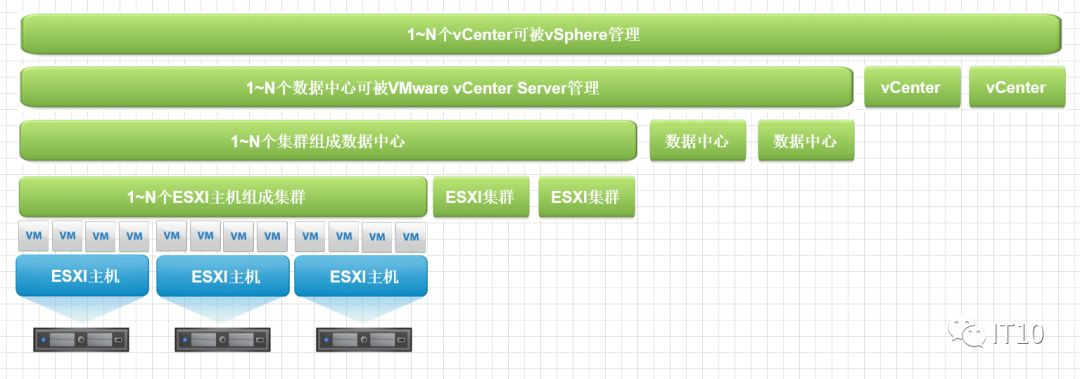 1~N个vCenter可被vSphere管理
1~N个数据中心可被VMware vCenter Server管理 vCenter vCenter
1~N个集群组成数据中心 数据中心 数据中心
1~N个ESXI主机组成集群 ESXI集群 ESXI集群
VM VM VM VM VM VM VM VM VM VM VM VM
ESXI主机 ESXI主机 ESXI主机
IT10